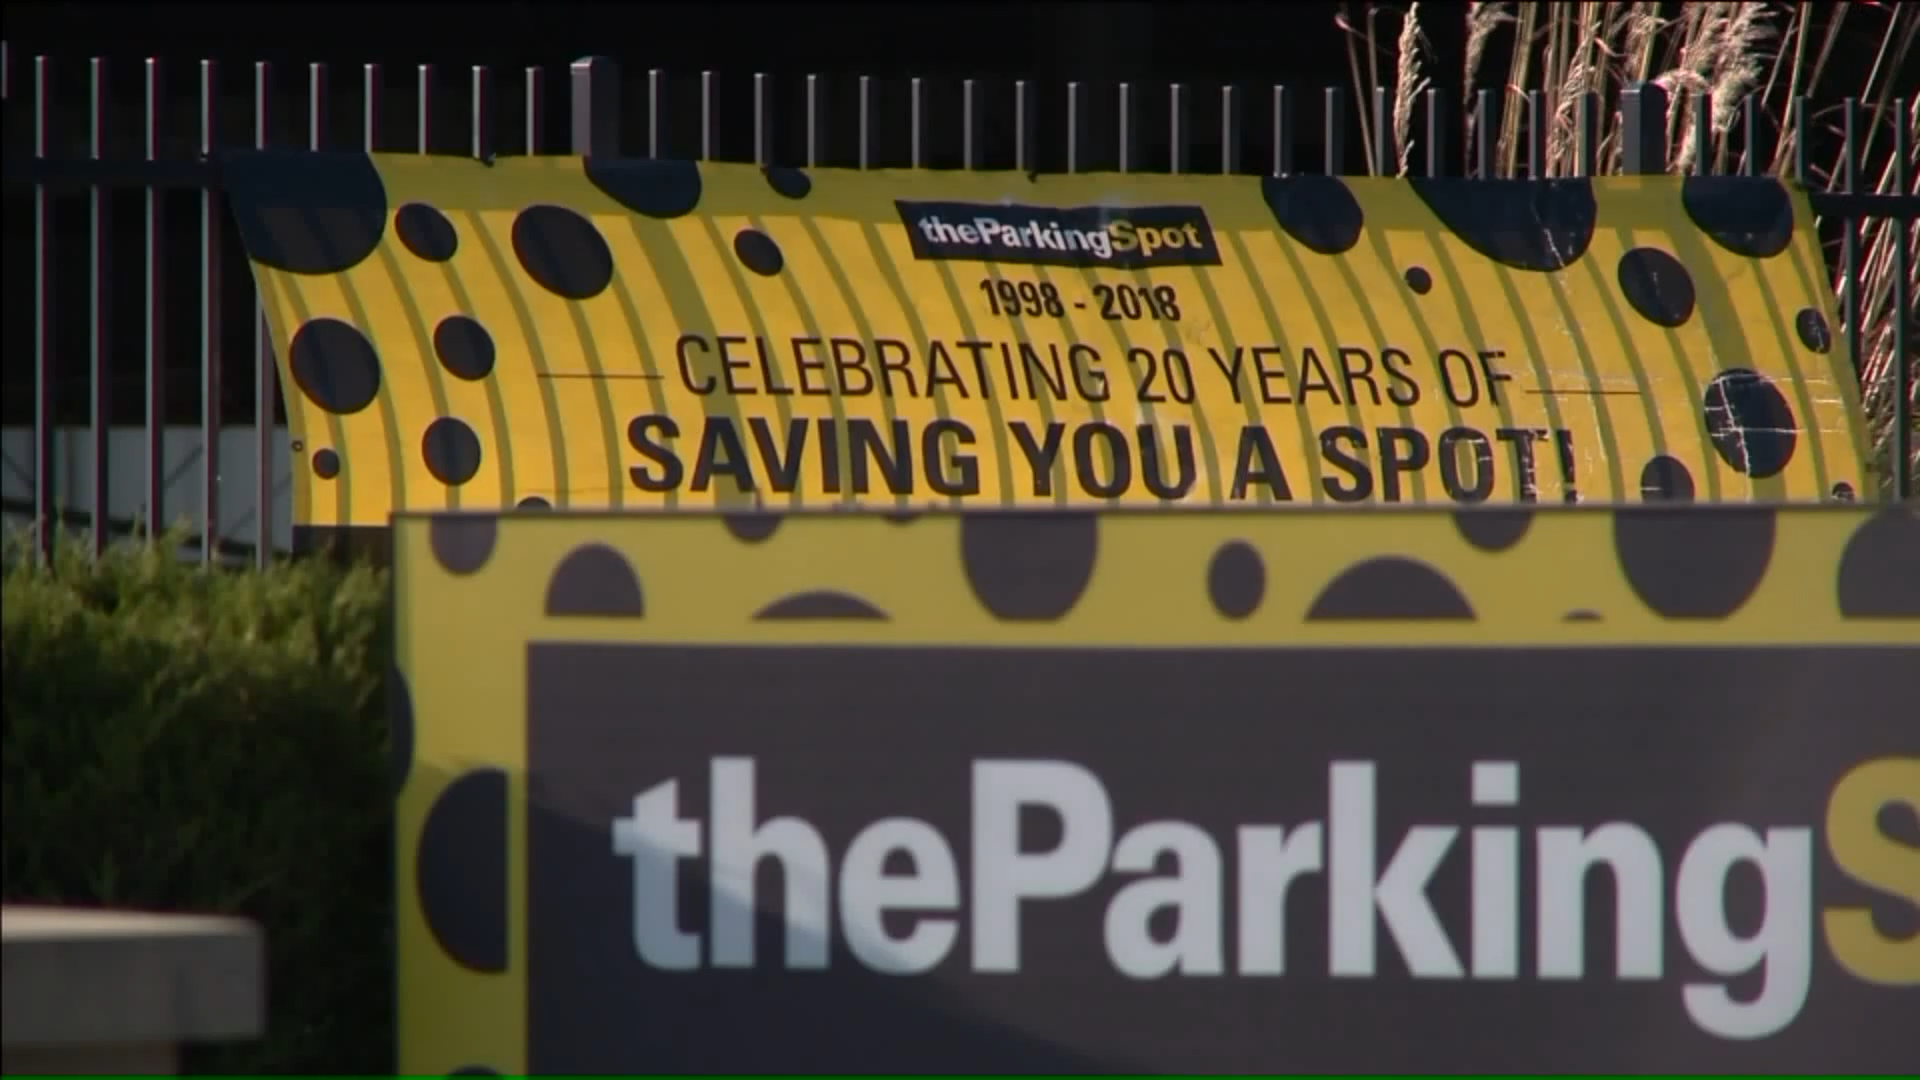 theParkingSpot
1998 - 2018
CELEBRATING 20 YEARS OF
SAVING YOU A SPOT!
theParkingS